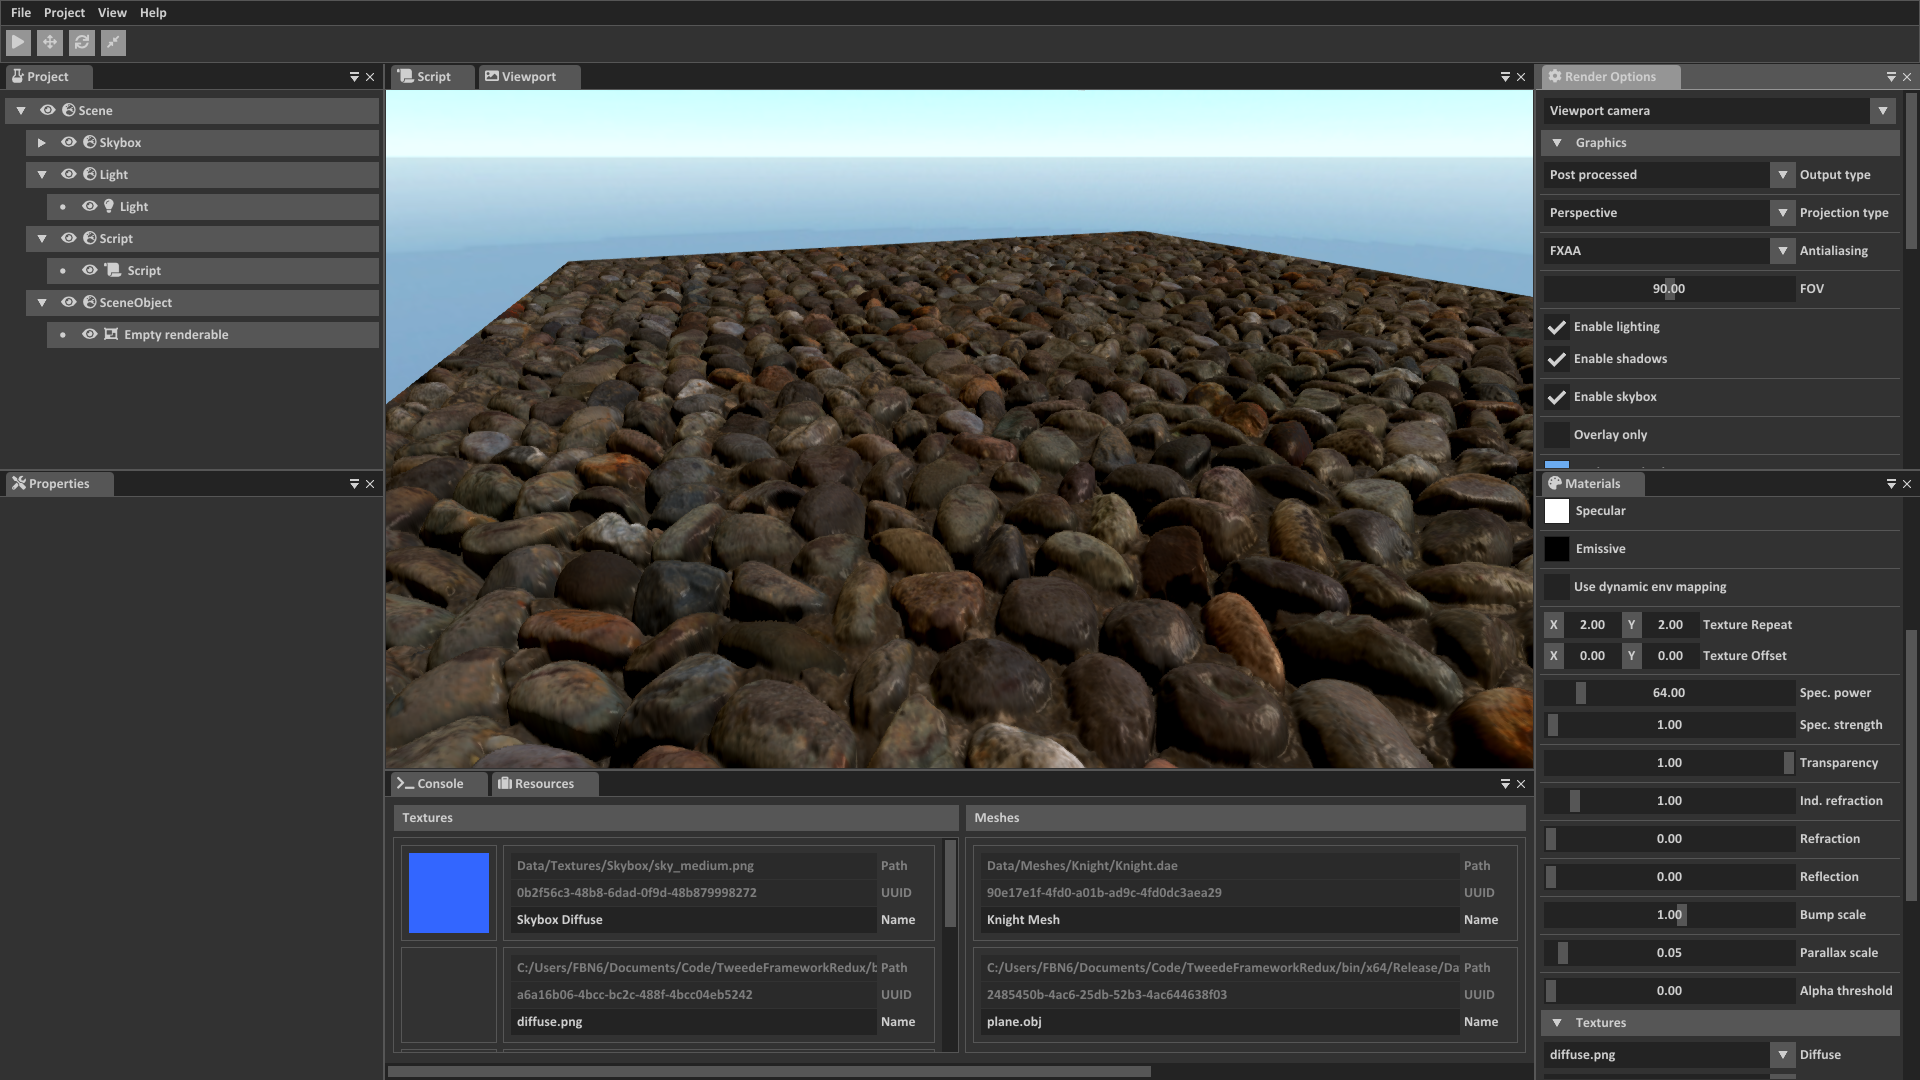 File Project View Help
Project
Scene
Skybox
Light
Light
Script
Script
SceneObject
Empty renderable
Properties
Script Viewport
Console Resources
Textures
Data/Textures/Skybox/sky_medium.png Path
0b2f56c3-48b8-6dad-0f9d-48b879998272 UUID
Skybox Diffuse Name
C:/Users/FBN6/Documents/Code/TweedeFrameworkRedux/b Path
a6a16b06-4bcc-bc2c-488f-4bcc04eb5242 UUID
diffuse.png Name
Meshes
Data/Meshes/Knight/Knight.dae Path
90e17e1f-4fd0-a01b-ad9c-4fd0dc3aea29 UUID
Knight Mesh Name
C:/Users/FBN6/Documents/Code/TweedeFrameworkRedux/bin/x64/Release/Da Path
2485450b-4ac6-25db-52b3-4ac644638f03 UUID
plane.obj Name
Render Options
Viewport camera
Graphics
Post processed Output type
Perspective Projection type
FXAA Antialiasing
90.00 FOV
Enable lighting
Enable shadows
Enable skybox
Overlay only
Materials
Specular
Emissive
Use dynamic env mapping
X 2.00 Y 2.00 Texture Repeat
X 0.00 Y 0.00 Texture Offset
64.00 Spec. power
1.00 Spec. strength
1.00 Transparency
1.00 Ind. refraction
0.00 Refraction
0.00 Reflection
1.00 Bump scale
0.05 Parallax scale
0.00 Alpha threshold
Textures
diffuse.png Diffuse